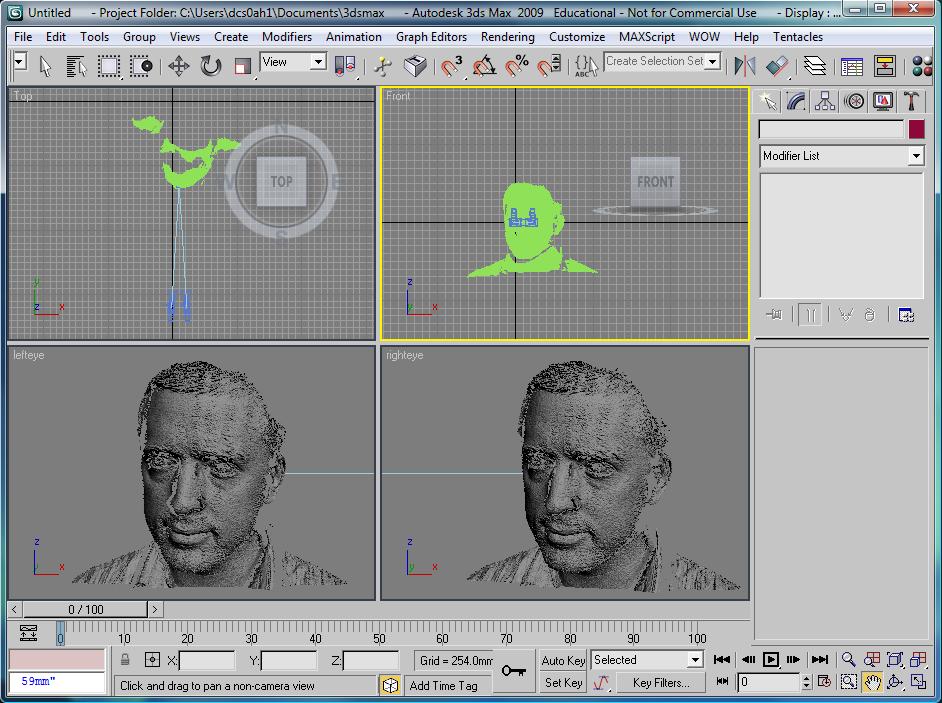 Untitled - Project Folder: C:\Users\dcs0ah1\Documents\3dsmax - Autodesk 3ds Max 2009 Educational - Not for Commercial Use - Display : ...
File Edit Tools Group Views Create Modifiers Animation Graph Editors Rendering Customize MAXScript WOW Help Tentacles
View 3 % ABC Create Selection Set
Top
N
W TOP E
S
y
z x
Front
FRONT
z
y x
Modifier List
lefteye
z
x
righteye
z
y x
< 0 / 100 >
0 10 20 30 40 50 60 70 80 90 100
X: Y: Z: Grid = 254.0mm Auto Key Selected
59mm" Click and drag to pan a non-camera view Add Time Tag Set Key Key Filters... 0